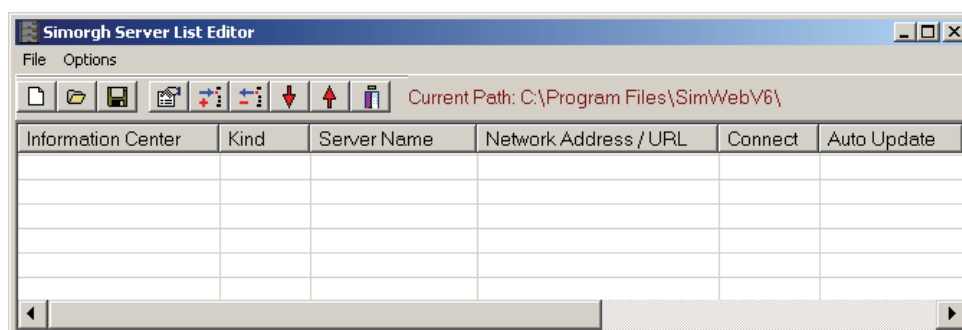 Simorgh Server List Editor
File Options
Current Path: C:\Program Files\SimWebV6\
Information Center Kind Server Name Network Address / URL Connect Auto Update